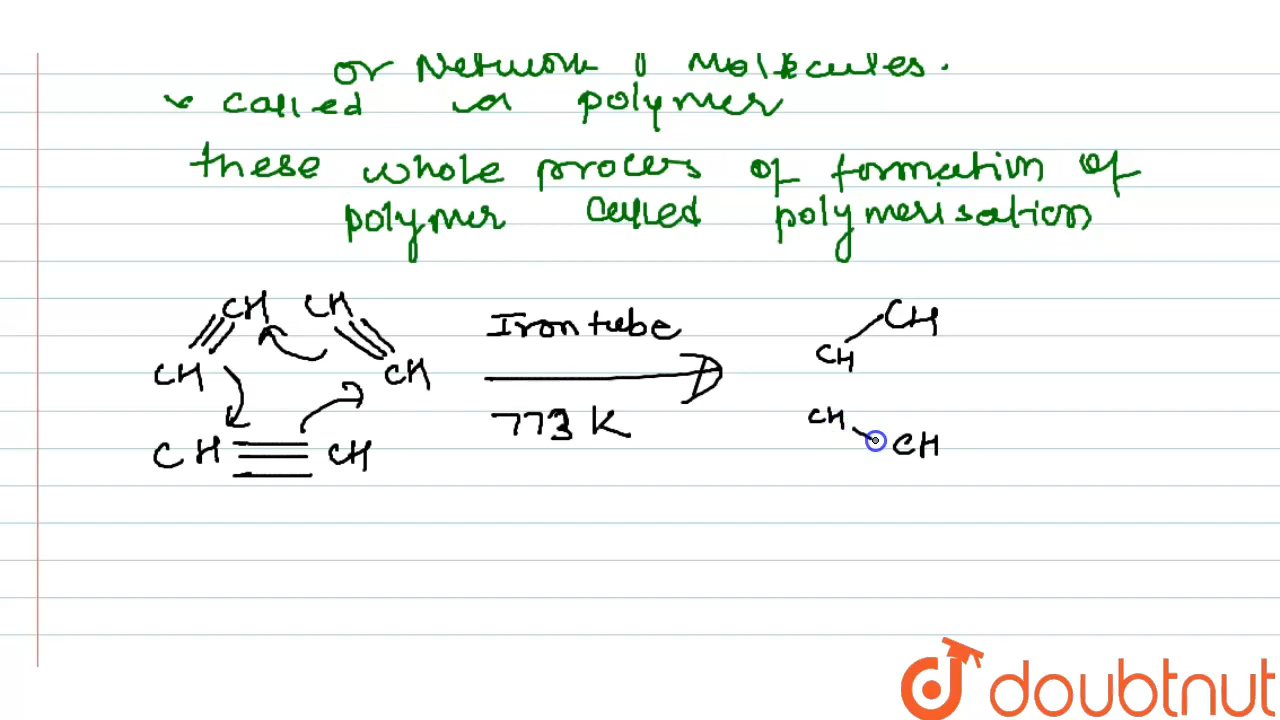 or Network Molecules.
called a polymer
these whole process of formation of
polymer called polymerisation
CH CH Iron tube CH
CH CH CH
773 K CH
CH CH CH
doubtnut